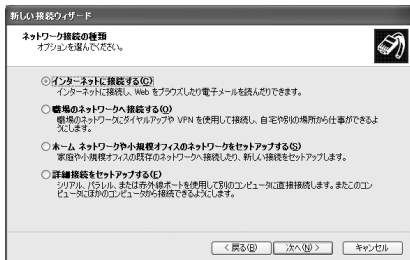 新しい接続ウィザード
ネットワーク接続の種類
オプションを選んでください。
インターネットに接続する(C)
インターネットに接続し、Web をブラウズしたり電子メールを読んだりできます。
職場のネットワークへ接続する(O)
職場のネットワークにダイヤルアップや VPN を使用して接続し、自宅や別の場所から仕事ができるよ
うにします。
ホーム ネットワークや小規模オフィスのネットワークをセットアップする(S)
家庭や小規模オフィスの既存のネットワークへ接続したり、新しい接続をセットアップします。
詳細接続をセットアップする(E)
シリアル、パラレル、または赤外線ポートを使用して別のコンピュータに直接接続します。またこのコン
ピュータにほかのコンピュータから接続できるようにします。
< 戻る(B) 次へ(N) > キャンセル